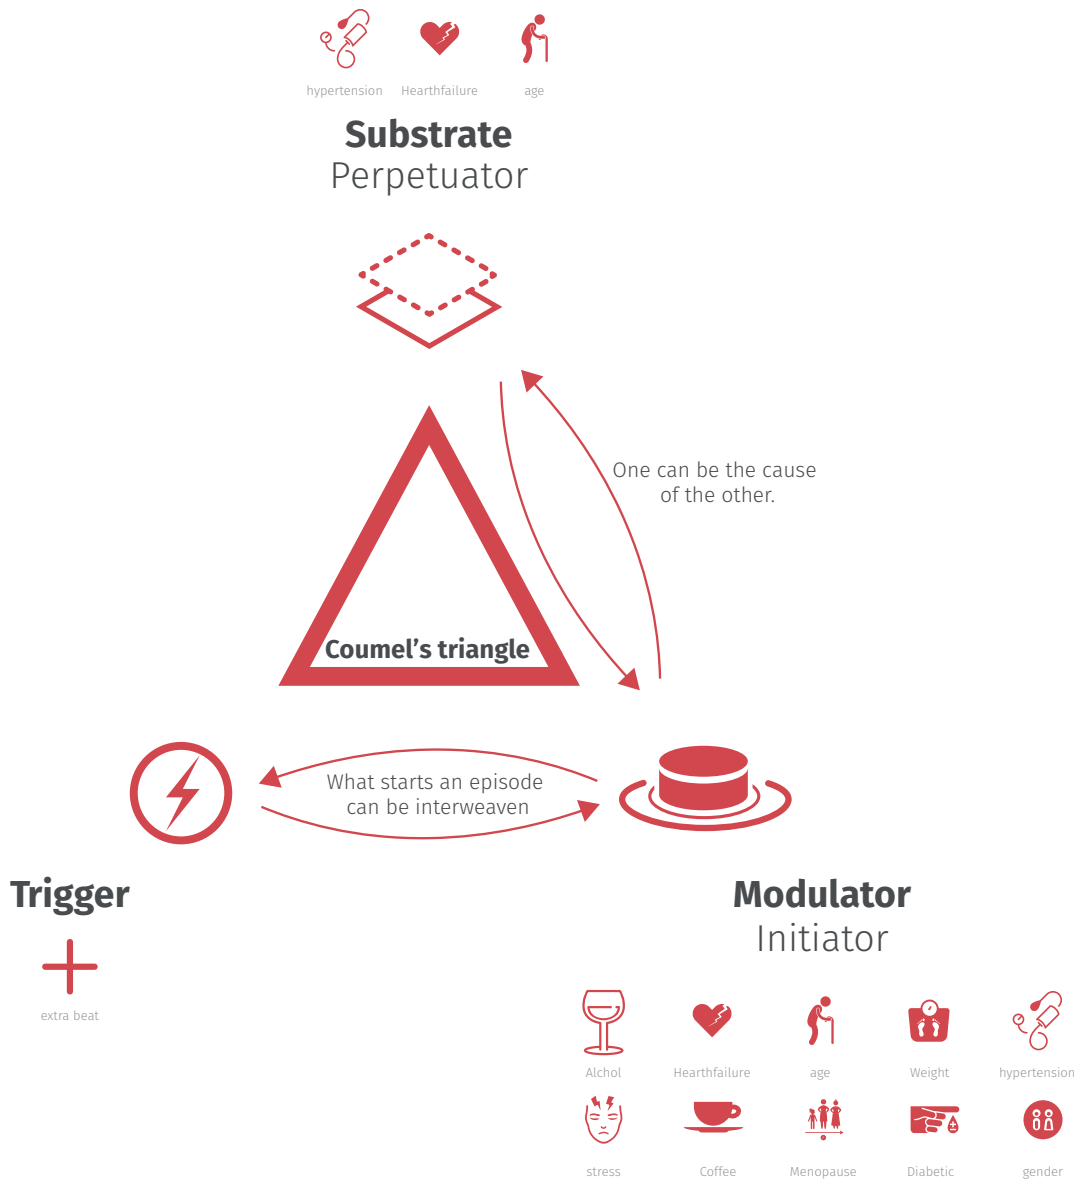 hypertension Hearthfailure age
Substrate
Perpetuator
One can be the cause
of the other.
Coumel's triangle
What starts an episode
can be interweaven
Trigger
extra beat
Modulator
Initiator
Alchol Hearthfailure age Weight hypertension
stress Coffee Menopause Diabetic gender